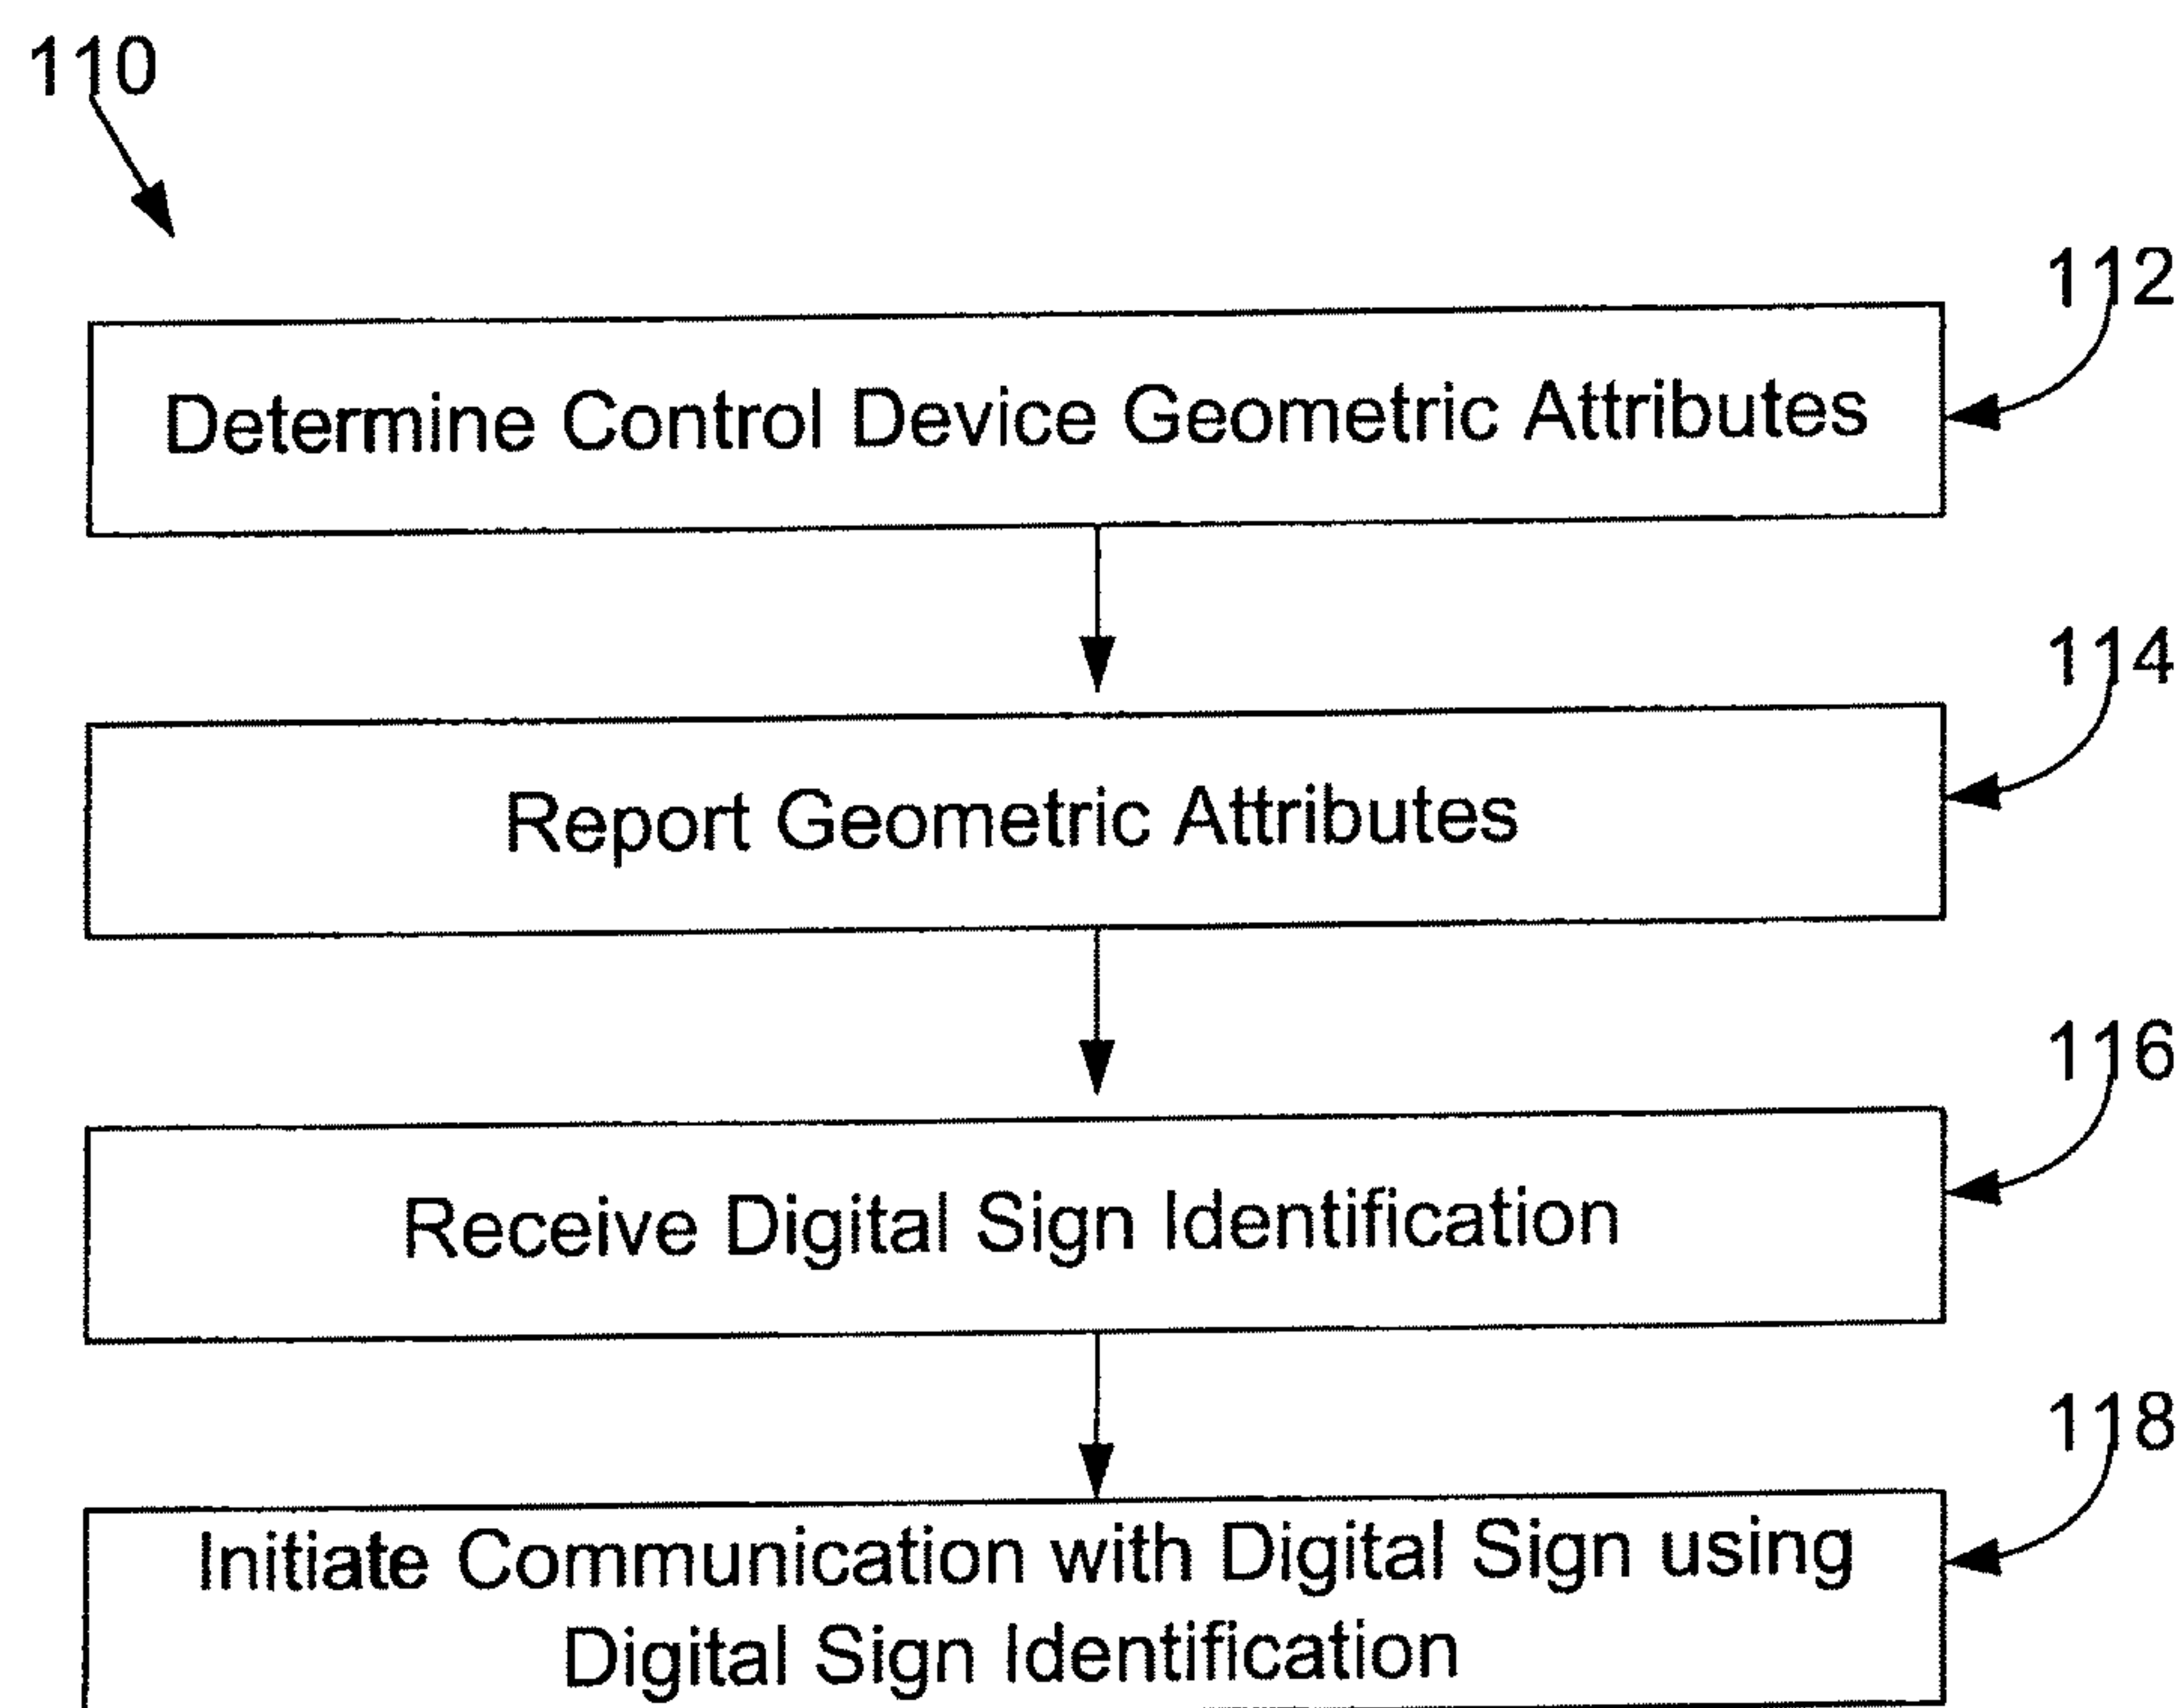 110
112
Determine Control Device Geometric Attributes
114
Report Geometric Attributes
116
Receive Digital Sign Identification
118
Initiate Communication with Digital Sign using
Digital Sign Identification